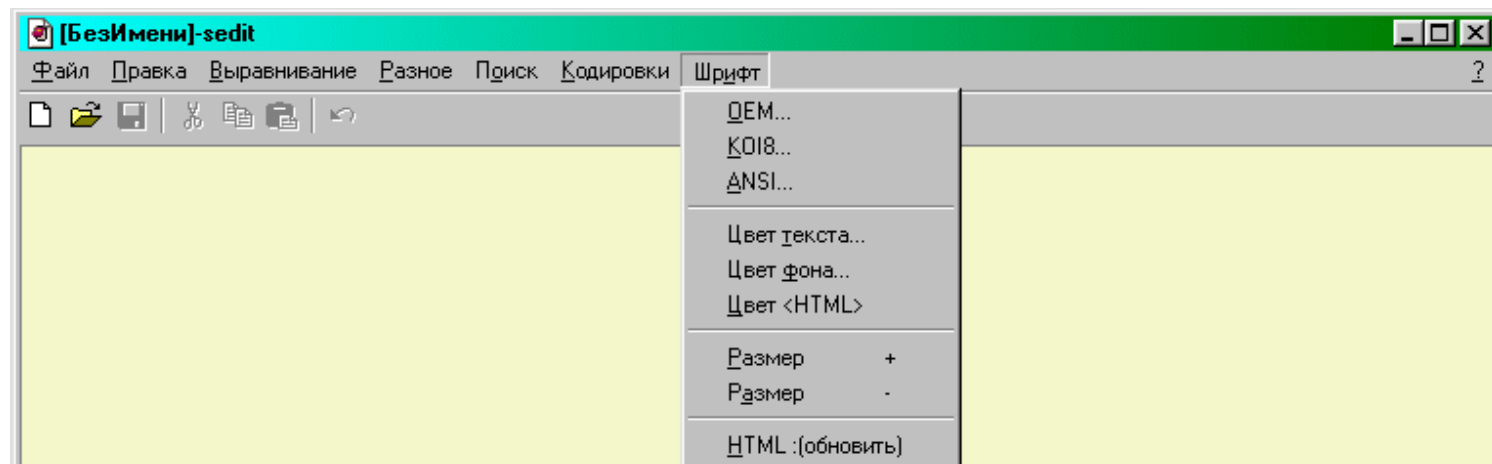 [БезИмени]-sedit
Файл Правка Выравнивание Разное Поиск Кодировки Шрифт ?
OEM...
KOI8...
ANSI...
Цвет текста...
Цвет фона...
Цвет <HTML>
Размер +
Размер -
HTML :(обновить)